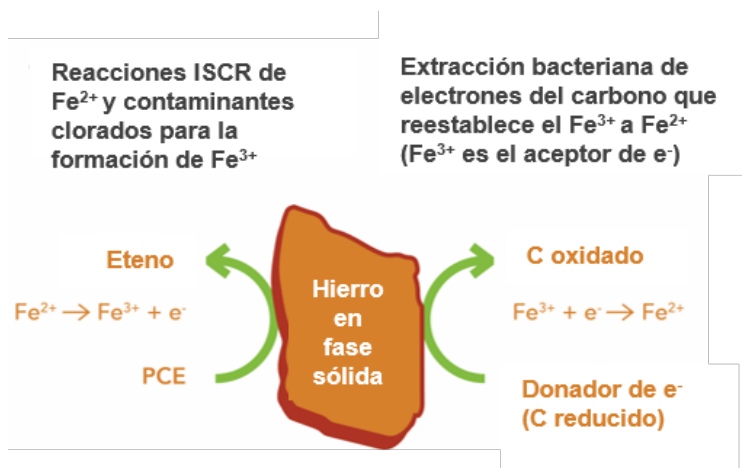 Reacciones ISCR de
Fe²⁺ y contaminantes
clorados para la
formación de Fe³⁺
Extracción bacteriana de
electrones del carbono que
reestablece el Fe³⁺ a Fe²⁺
(Fe³⁺ es el aceptor de e⁻)
Eteno
Fe²⁺ → Fe³⁺ + e⁻
PCE
Hierro
en
fase
sólida
C oxidado
Fe³⁺ + e⁻ → Fe²⁺
Donador de e⁻
(C reducido)